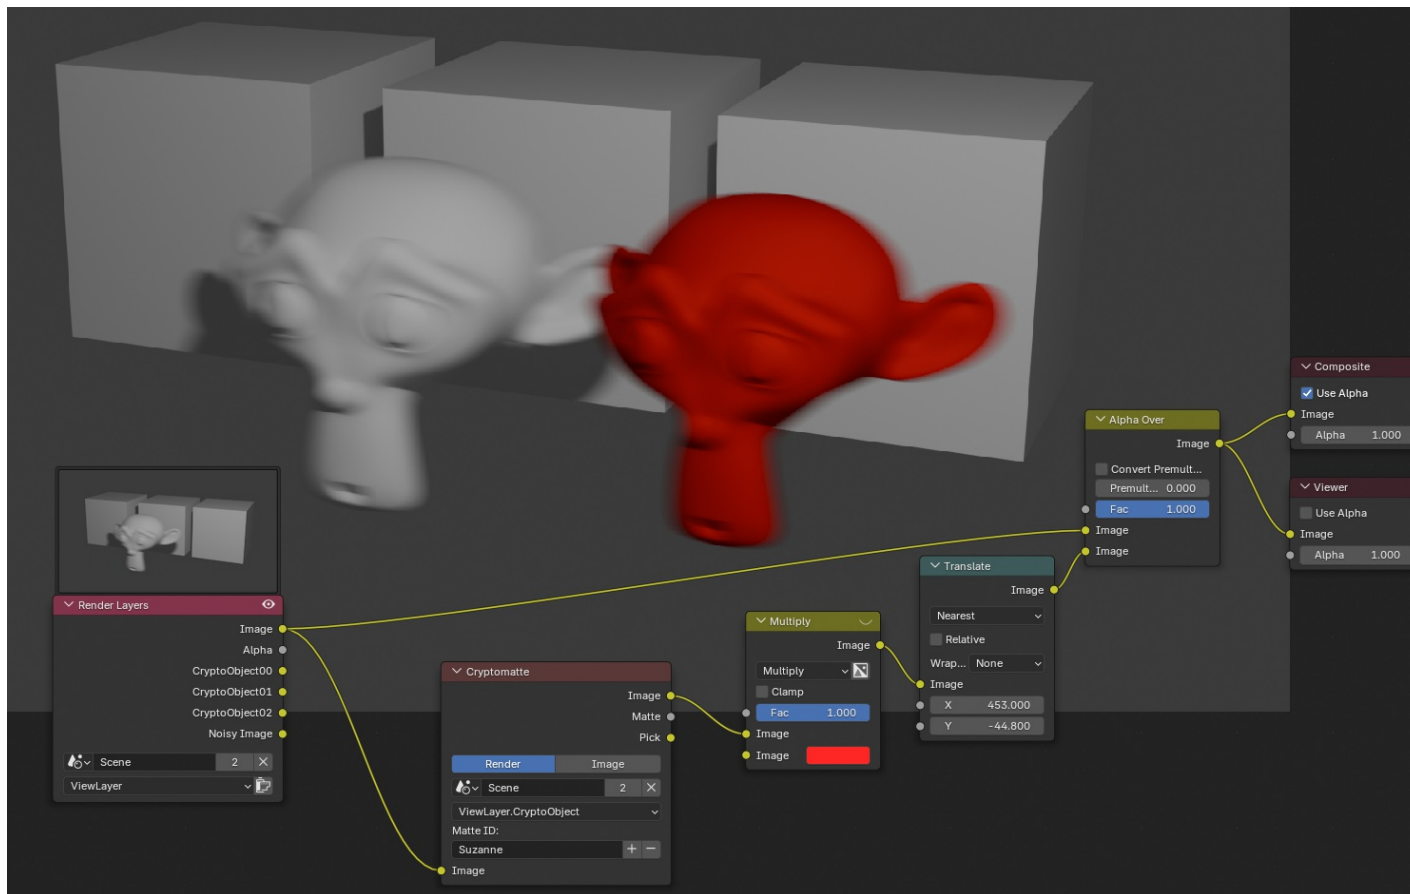 Render Layers
Image
Alpha
CryptoObject00
CryptoObject01
CryptoObject02
Noisy Image
Scene 2
ViewLayer
Cryptomatte
Image
Matte
Pick
Render Image
Scene 2
ViewLayer.CryptoObject
Matte ID:
Suzanne
Image
Multiply
Image
Multiply
Clamp
Fac 1.000
Image
Image
Translate
Image
Nearest
Relative
Wrap... None
Image
X 453.000
Y -44.800
Alpha Over
Image
Convert Premult...
Premult... 0.000
Fac 1.000
Image
Image
Composite
Use Alpha
Image
Alpha 1.000
Viewer
Use Alpha
Image
Alpha 1.000